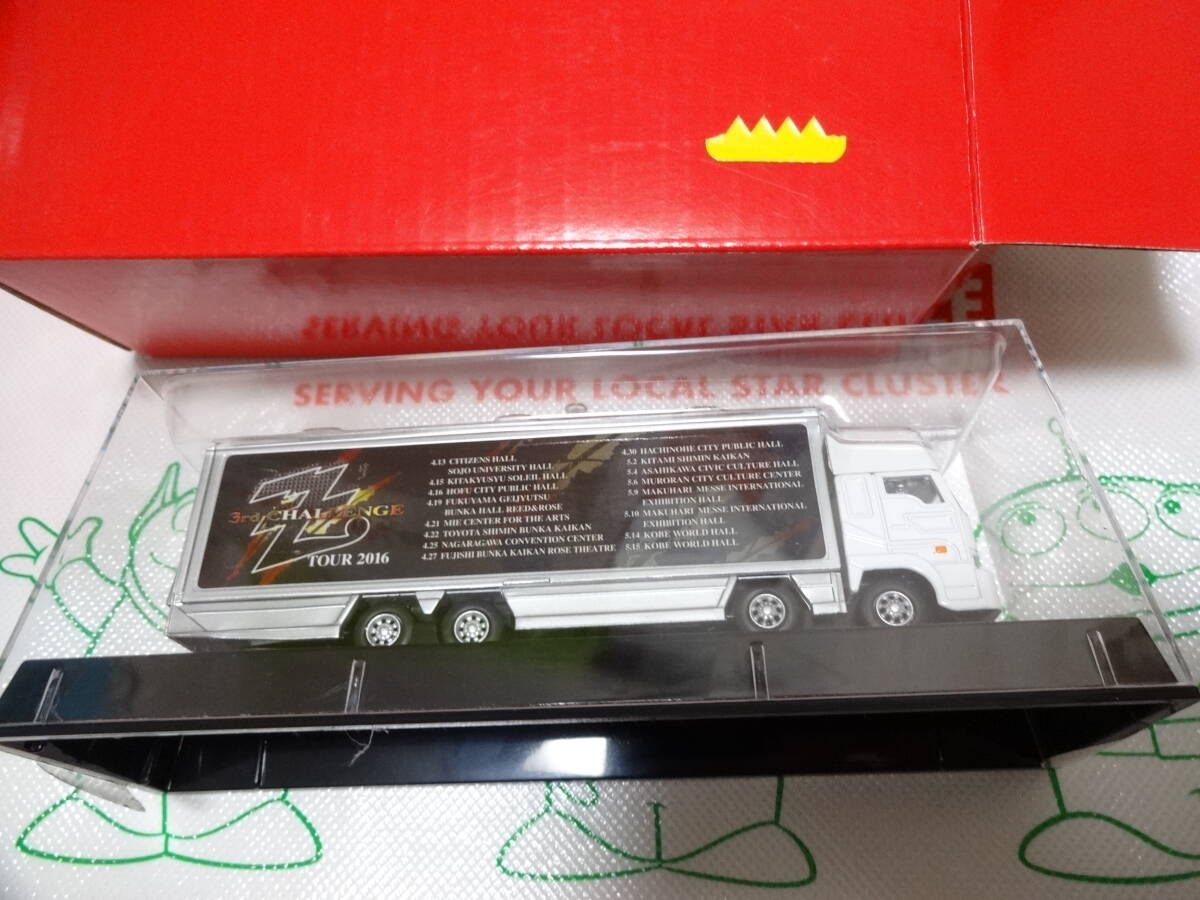 SERVING YOUR LOCAL STAR CLUSTER
3rd CHALLENGE
TOUR 2016
4.13 CITIZENS HALL
SOJO UNIVERSITY HALL
4.15 KITAKYUSYU SOLEIL HALL
4.16 HOFU CITY PUBLIC HALL
4.19 FUKUYAMA GEIJYUTSU
BUNKA HALL REED&ROSE
4.21 MIE CENTER FOR THE ARTS
4.22 TOYOTA SHIMIN BUNKA KAIKAN
4.25 NAGARAGAWA CONVENTION CENTER
4.27 FUJISHI BUNKA KAIKAN ROSE THEATRE
4.30 HACHINOHE CITY PUBLIC HALL
5.2 KITAMI SHIMIN KAIKAN
5.4 ASAHIKAWA CIVIC CULTURE HALL
5.6 MURORAN CITY CULTURE CENTER
5.9 MAKUHARI MESSE INTERNATIONAL
EXHIBITION HALL
5.10 MAKUHARI MESSE INTERNATIONAL
EXHIBITION HALL
5.14 KOBE WORLD HALL
5.15 KOBE WORLD HALL